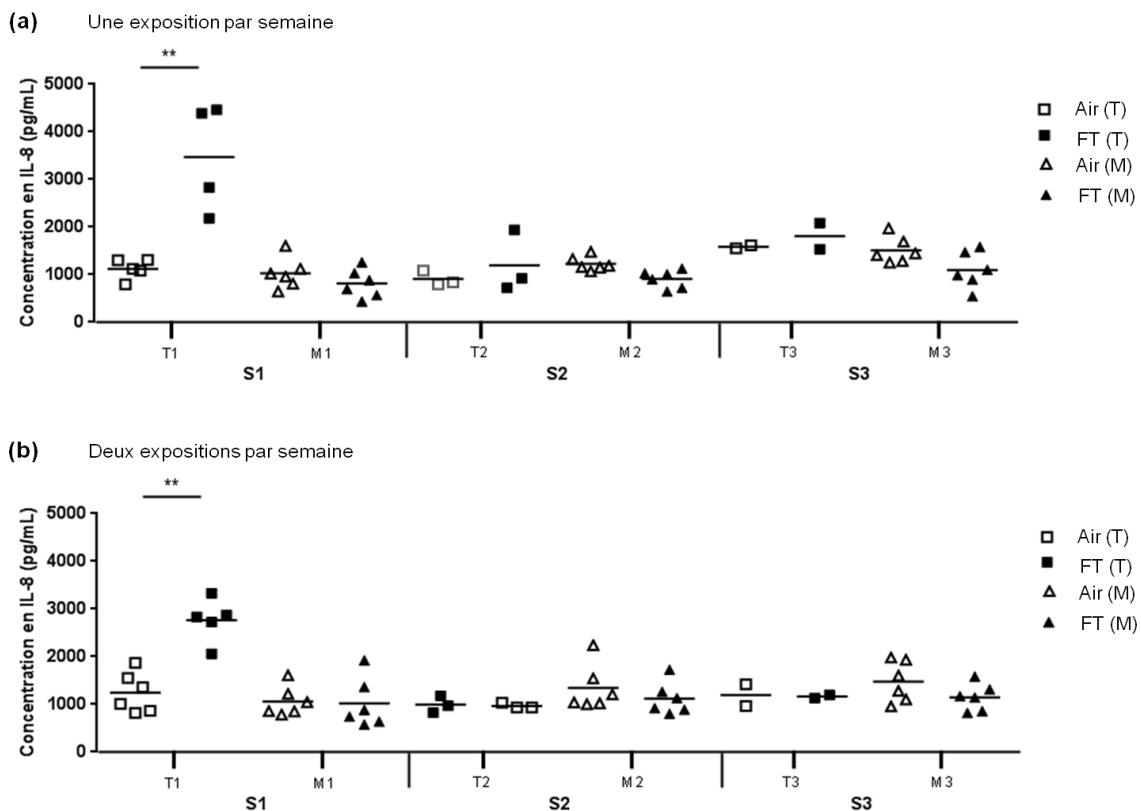 (a) Une exposition par semaine
**
5000
4000
3000
2000
1000
0
Concentration en IL-8 (pg/mL)
Air (T)
FT (T)
Air (M)
FT (M)
T1 M1 T2 M2 T3 M3
S1 S2 S3
(b) Deux expositions par semaine
**
5000
4000
3000
2000
1000
0
Concentration en IL-8 (pg/mL)
Air (T)
FT (T)
Air (M)
FT (M)
T1 M1 T2 M2 T3 M3
S1 S2 S3